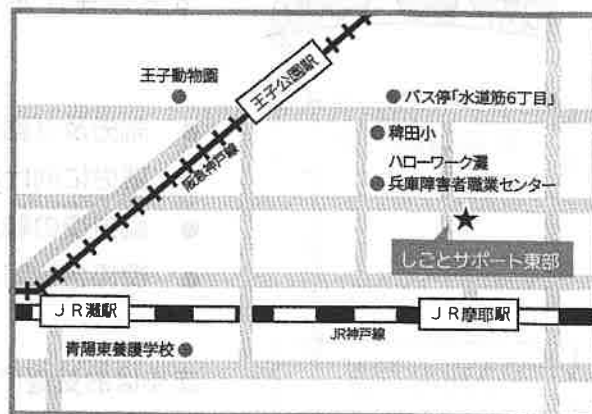 王子動物園
王子公園駅
阪急神戸線
バス停「水道筋6丁目」
稗田小
ハローワーク灘
兵庫障害者職業センター
しごとサポート東部
JR灘駅
JR摩耶駅
JR神戸線
青陽東養護学校